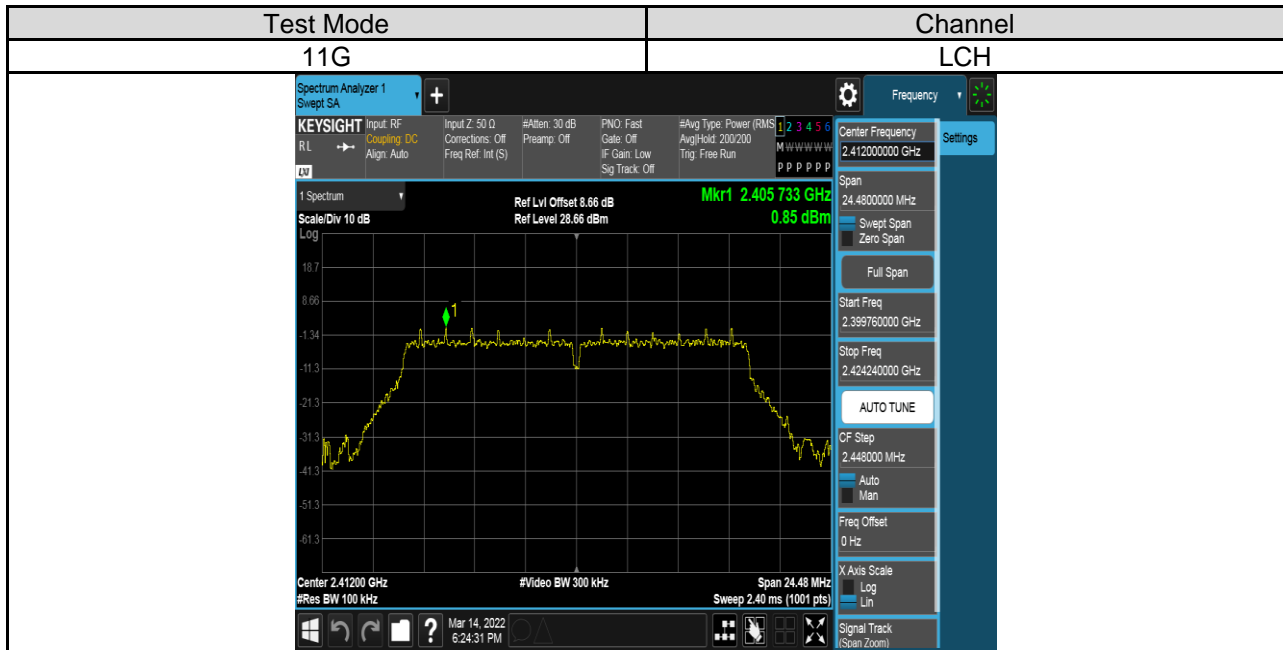 Test Mode
Channel
11G
LCH
Spectrum Analyzer 1
Swept SA
+
Frequency
KEYSIGHT
RL
LXI
Input: RF
Coupling: DC
Align: Auto
Input Z: 50 Ω
Corrections: Off
Freq Ref: Int (S)
#Atten: 30 dB
Preamp: Off
PNO: Fast
Gate: Off
IF Gain: Low
Sig Track: Off
#Avg Type: Power (RMS
Avg|Hold: 200/200
Trig: Free Run
1 2 3 4 5 6
M W W W W W
P P P P P P
1 Spectrum
Scale/Div 10 dB
Ref Lvl Offset 8.66 dB
Ref Level 28.66 dBm
Mkr1 2.405 733 GHz
0.85 dBm
Log
18.7
8.66
-1.34
-11.3
-21.3
-31.3
-41.3
-51.3
-61.3
1
Center 2.41200 GHz
#Res BW 100 kHz
#Video BW 300 kHz
Span 24.48 MHz
Sweep 2.40 ms (1001 pts)
?
Mar 14, 2022
6:24:31 PM
Center Frequency
2.412000000 GHz
Settings
Span
24.4800000 MHz
Swept Span
Zero Span
Full Span
Start Freq
2.399760000 GHz
Stop Freq
2.424240000 GHz
AUTO TUNE
CF Step
2.448000 MHz
Auto
Man
Freq Offset
0 Hz
X Axis Scale
Log
Lin
Signal Track
(Span Zoom)